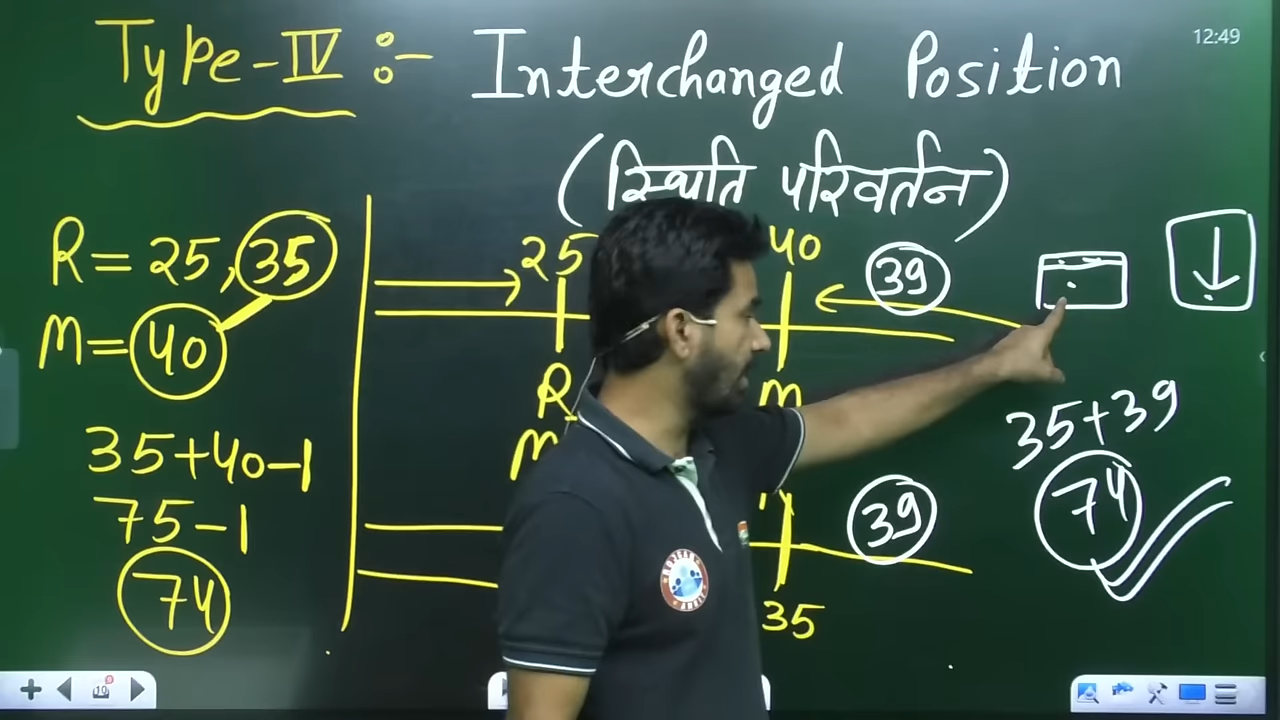 Type-IV :- Interchanged Position
12:49
(स्थिति परिवर्तन)
R = 25, 35
M = 40
35+40-1
75-1
74
25
40
39
R
M
m
39
35
35+39
74
10